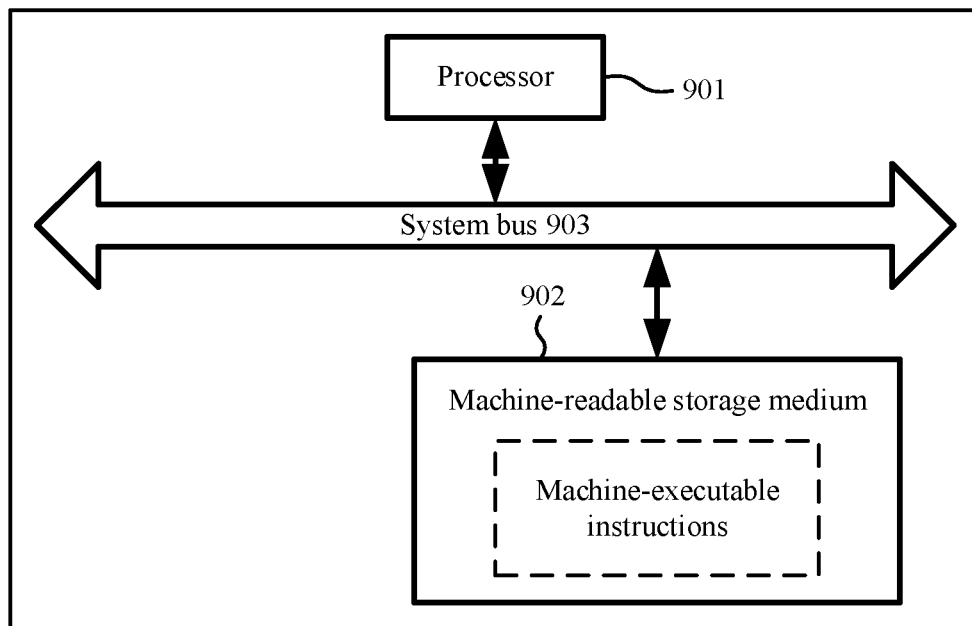 Processor
901
System bus 903
902
Machine-readable storage medium
Machine-executable
instructions